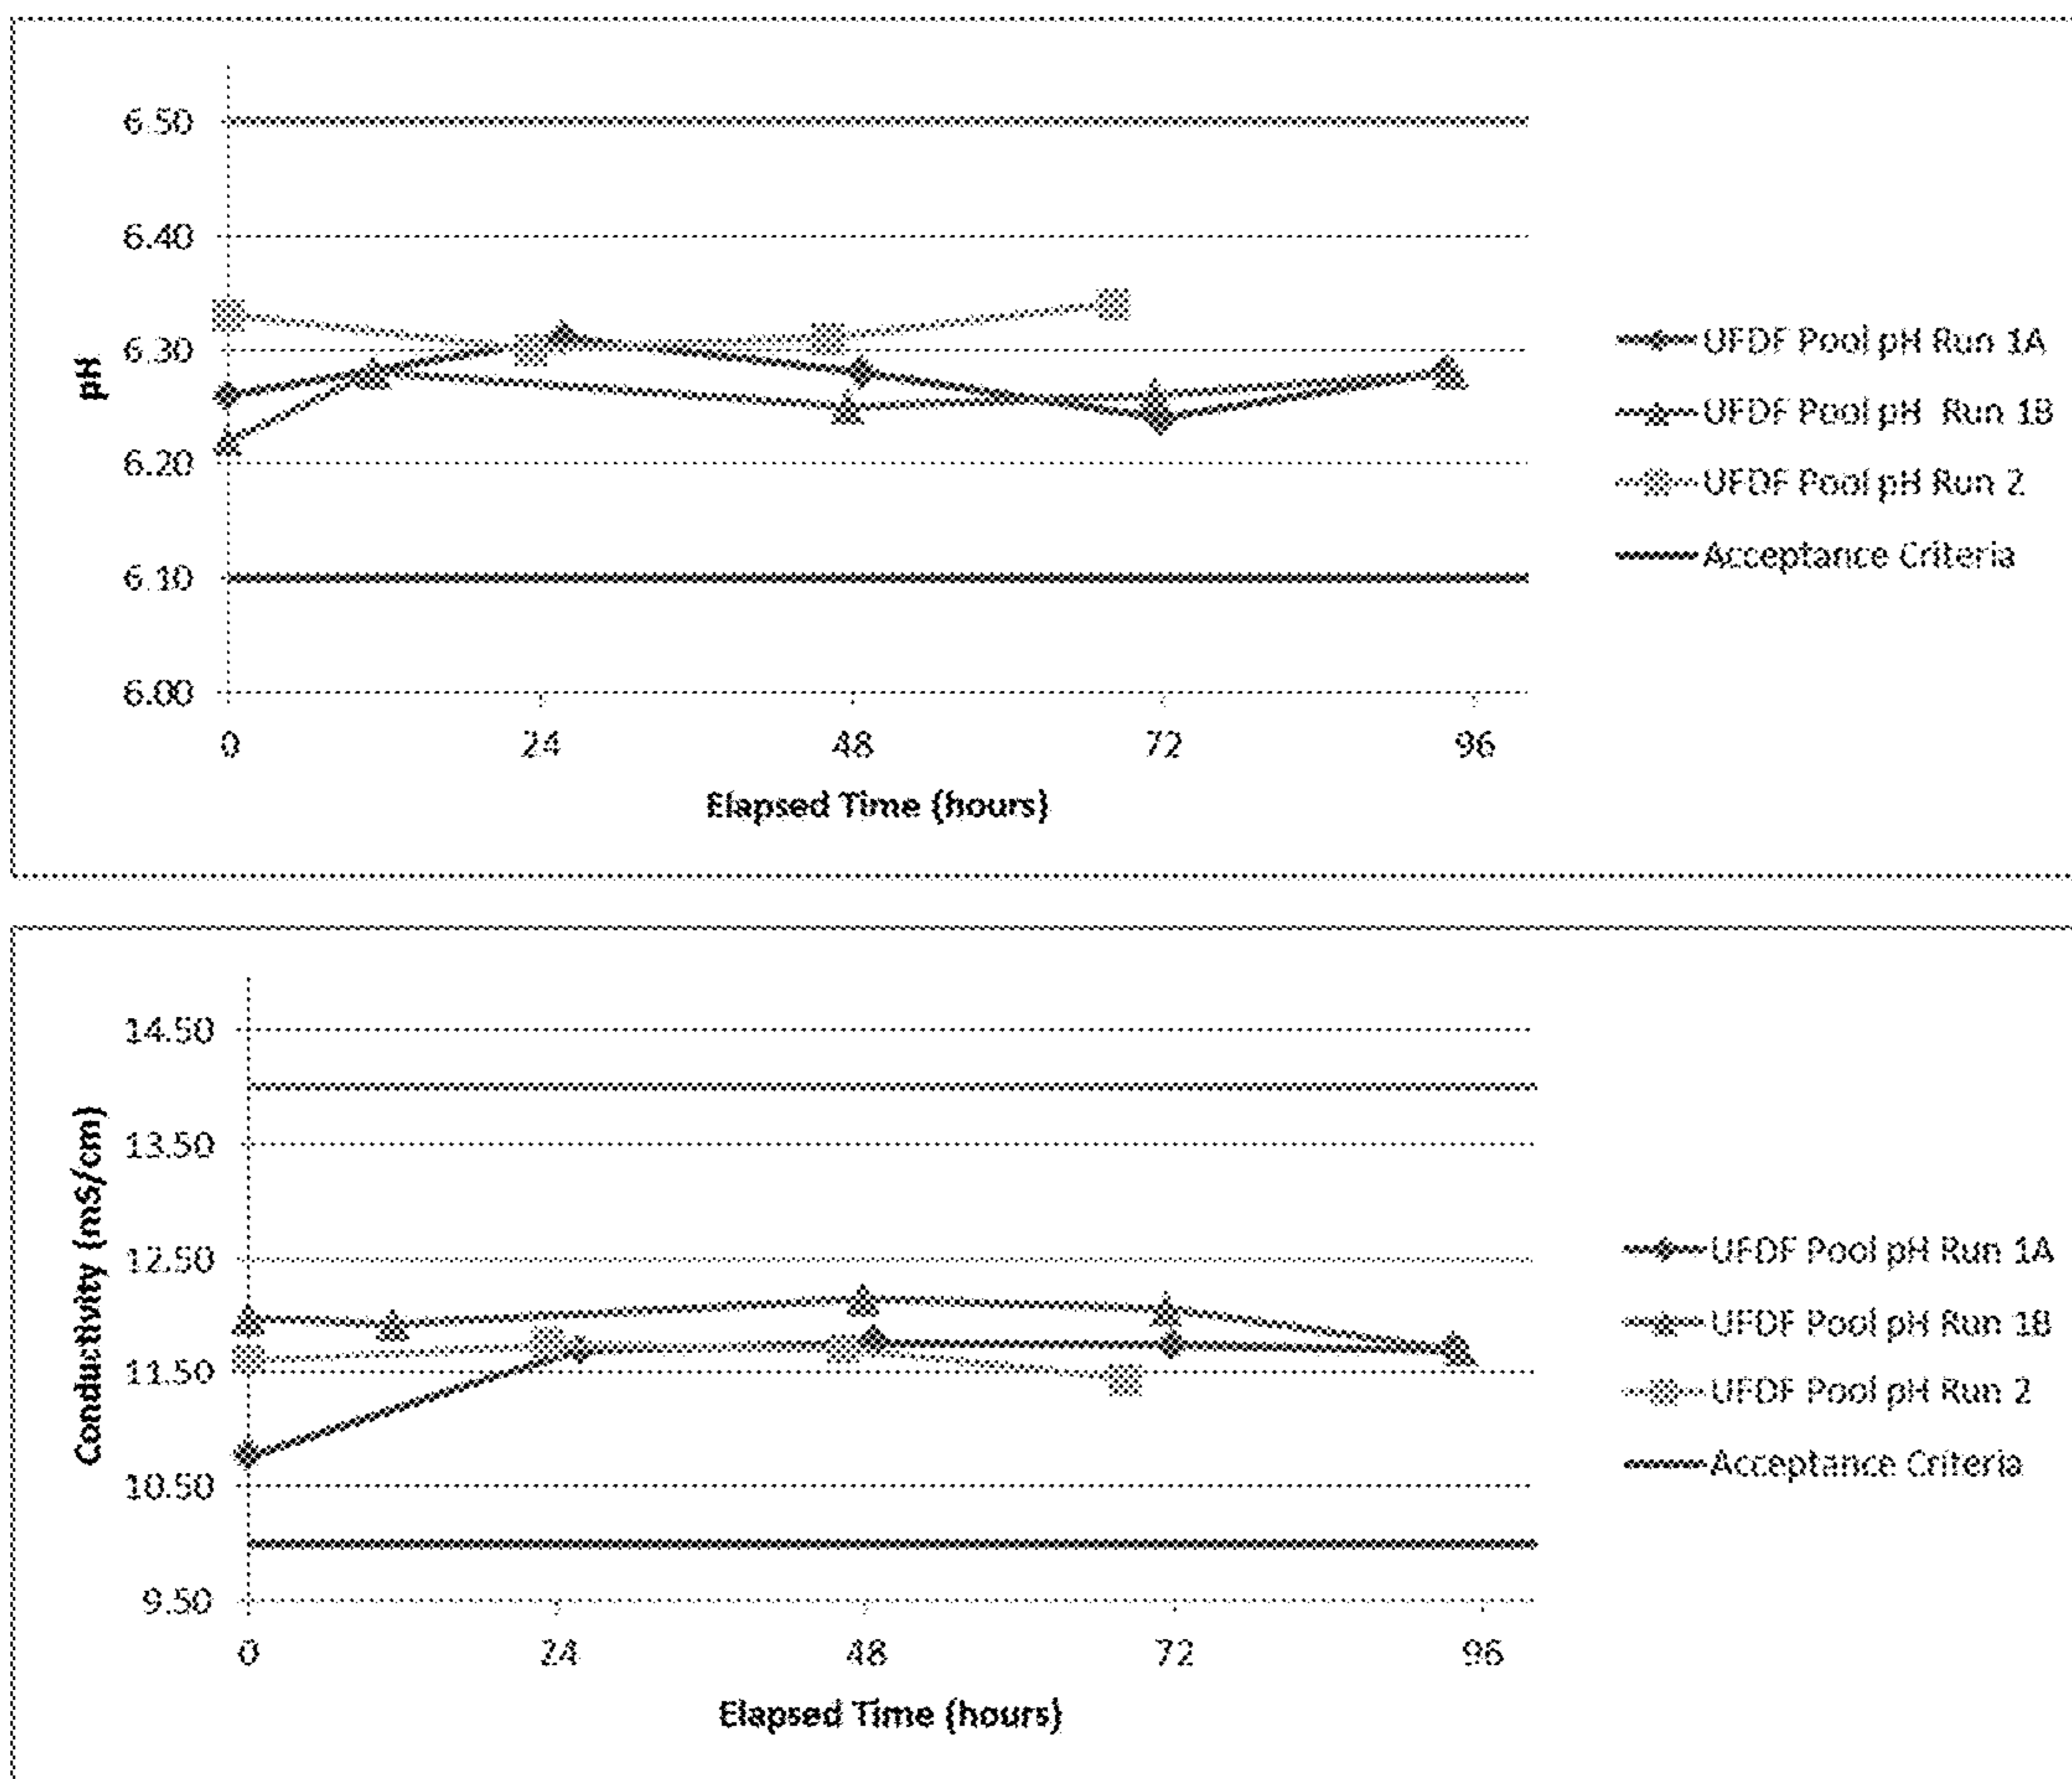 6.50
6.40
6.30
6.20
6.10
6.00
pH
0 24 48 72 96
Elapsed Time (hours)
UFDF Pool pH Run 1A
UFDF Pool pH Run 1B
UFDF Pool pH Run 2
Acceptance Criteria
14.50
13.50
12.50
11.50
10.50
9.50
Conductivity (mS/cm)
0 24 48 72 96
Elapsed Time (hours)
UFDF Pool pH Run 1A
UFDF Pool pH Run 1B
UFDF Pool pH Run 2
Acceptance Criteria